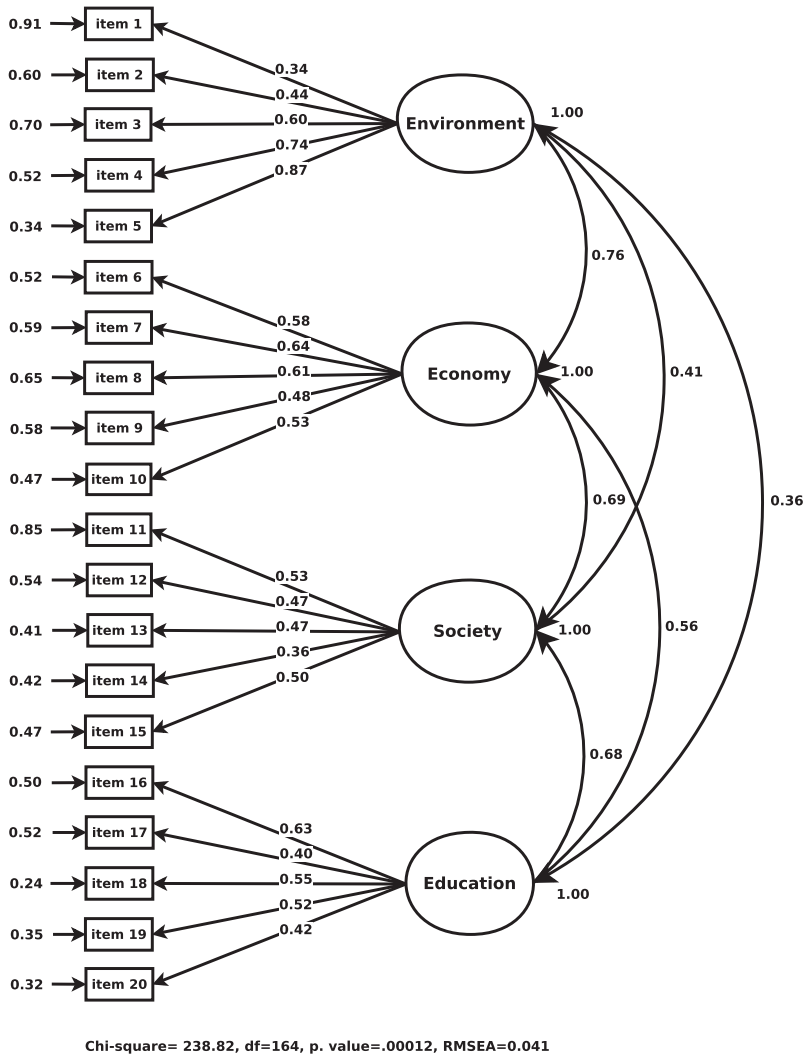 0.91 item 1
0.34
1.00
0.60 item 2
0.44
0.70 item 3 0.60 Environment
0.74
0.52 item 4
0.87
0.34 item 5
0.76
0.52 item 6
0.58
0.59 item 7
0.64
0.65 item 8 0.61 Economy 1.00 0.41
0.48
0.58 item 9
0.53
0.47 item 10
0.69 0.36
0.85 item 11
0.53
0.54 item 12
0.47
0.41 item 13 0.47 Society 1.00 0.56
0.36
0.42 item 14
0.50
0.47 item 15
0.68
0.50 item 16
0.63
0.52 item 17
0.40
0.24 item 18 0.55 Education
1.00
0.52
0.35 item 19
0.42
0.32 item 20
Chi-square= 238.82, df=164, p. value=.00012, RMSEA=0.041